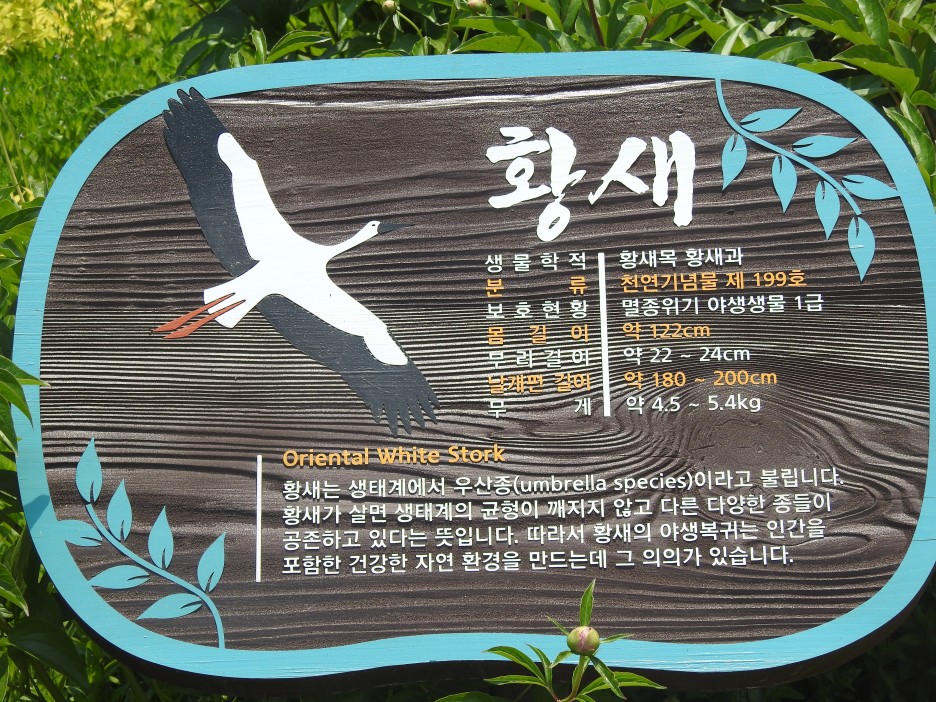 황새
생 물 학 적 황새목 황새과
분 류 천연기념물 제 199호
보 호 현 황 멸종위기 야생생물 1급
몸 길 이 약 122cm
부 리 길 이 약 22 ~ 24cm
날개편 길이 약 180 ~ 200cm
무 게 약 4.5 ~ 5.4kg
Oriental White Stork
황새는 생태계에서 우산종(umbrella species)이라고 불립니다.
황새가 살면 생태계의 균형이 깨지지 않고 다른 다양한 종들이
공존하고 있다는 뜻입니다. 따라서 황새의 야생복귀는 인간을
포함한 건강한 자연 환경을 만드는데 그 의의가 있습니다.